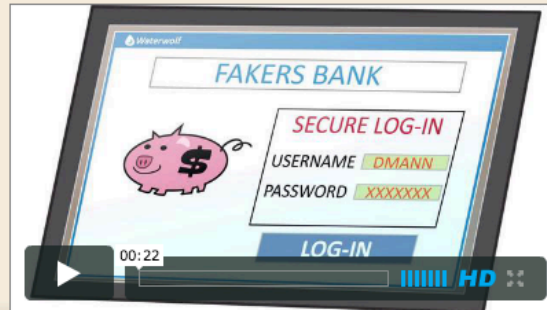 Waterwolf
FAKERS BANK
SECURE LOG-IN
USERNAME DMANN
PASSWORD XXXXXXX
LOG-IN
00:22
HD
$